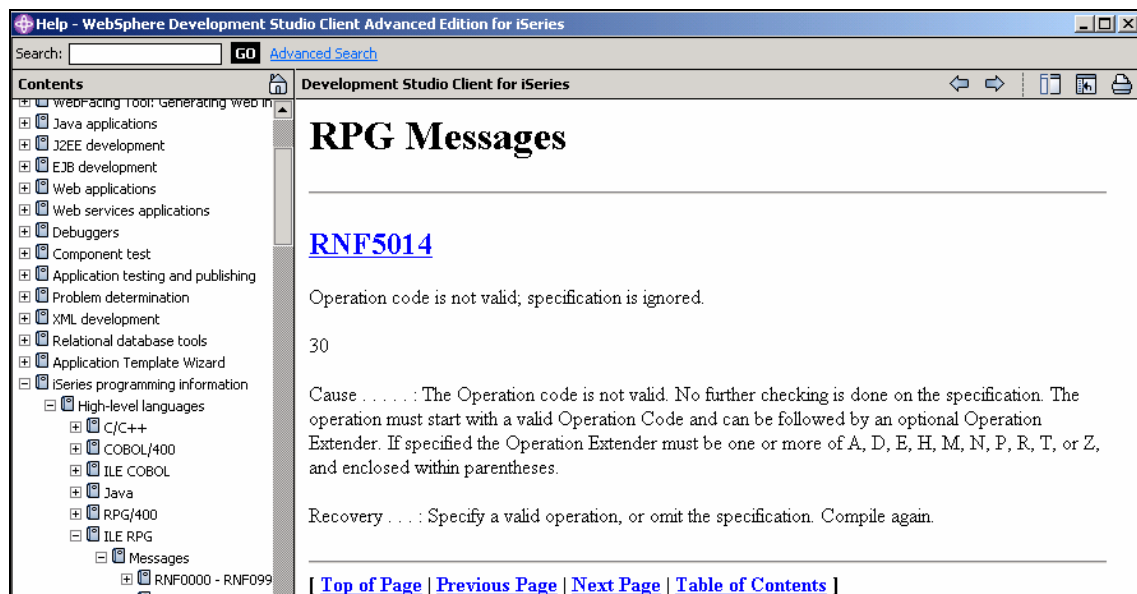 Help - WebSphere Development Studio Client Advanced Edition for iSeries
Search: GO Advanced Search
Contents
WebFacing Tool: Generating Web in
Java applications
J2EE development
EJB development
Web applications
Web services applications
Debuggers
Component test
Application testing and publishing
Problem determination
XML development
Relational database tools
Application Template Wizard
iSeries programming information
High-level languages
C/C++
COBOL/400
ILE COBOL
Java
RPG/400
ILE RPG
Messages
RNF0000 - RNF099
Development Studio Client for iSeries
RPG Messages
RNF5014
Operation code is not valid; specification is ignored.
30
Cause . . . . . : The Operation code is not valid. No further checking is done on the specification. The
operation must start with a valid Operation Code and can be followed by an optional Operation
Extender. If specified the Operation Extender must be one or more of A, D, E, H, M, N, P, R, T, or Z,
and enclosed within parentheses.
Recovery . . . : Specify a valid operation, or omit the specification. Compile again.
[ Top of Page | Previous Page | Next Page | Table of Contents ]